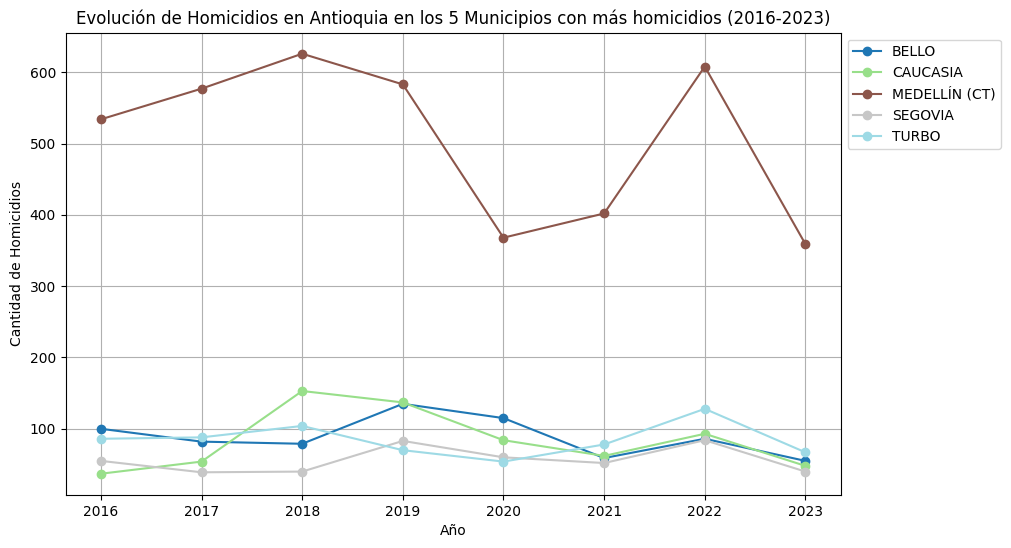 Evolución de Homicidios en Antioquia en los 5 Municipios con más homicidios (2016-2023)
BELLO
CAUCASIA
MEDELLÍN (CT)
SEGOVIA
TURBO
Cantidad de Homicidios
600
500
400
300
200
100
2016 2017 2018 2019 2020 2021 2022 2023
Año